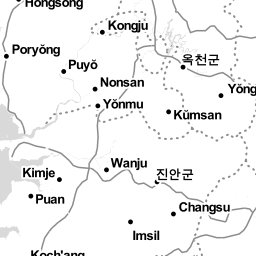 Hongsong
Kongju
Poryŏng
Puyŏ
옥천군
Nonsan
Yŏnmu
Yŏng
Kŭmsan
Wanju
Kimje
진안군
Puan
Changsu
Imsil
Koch'ang